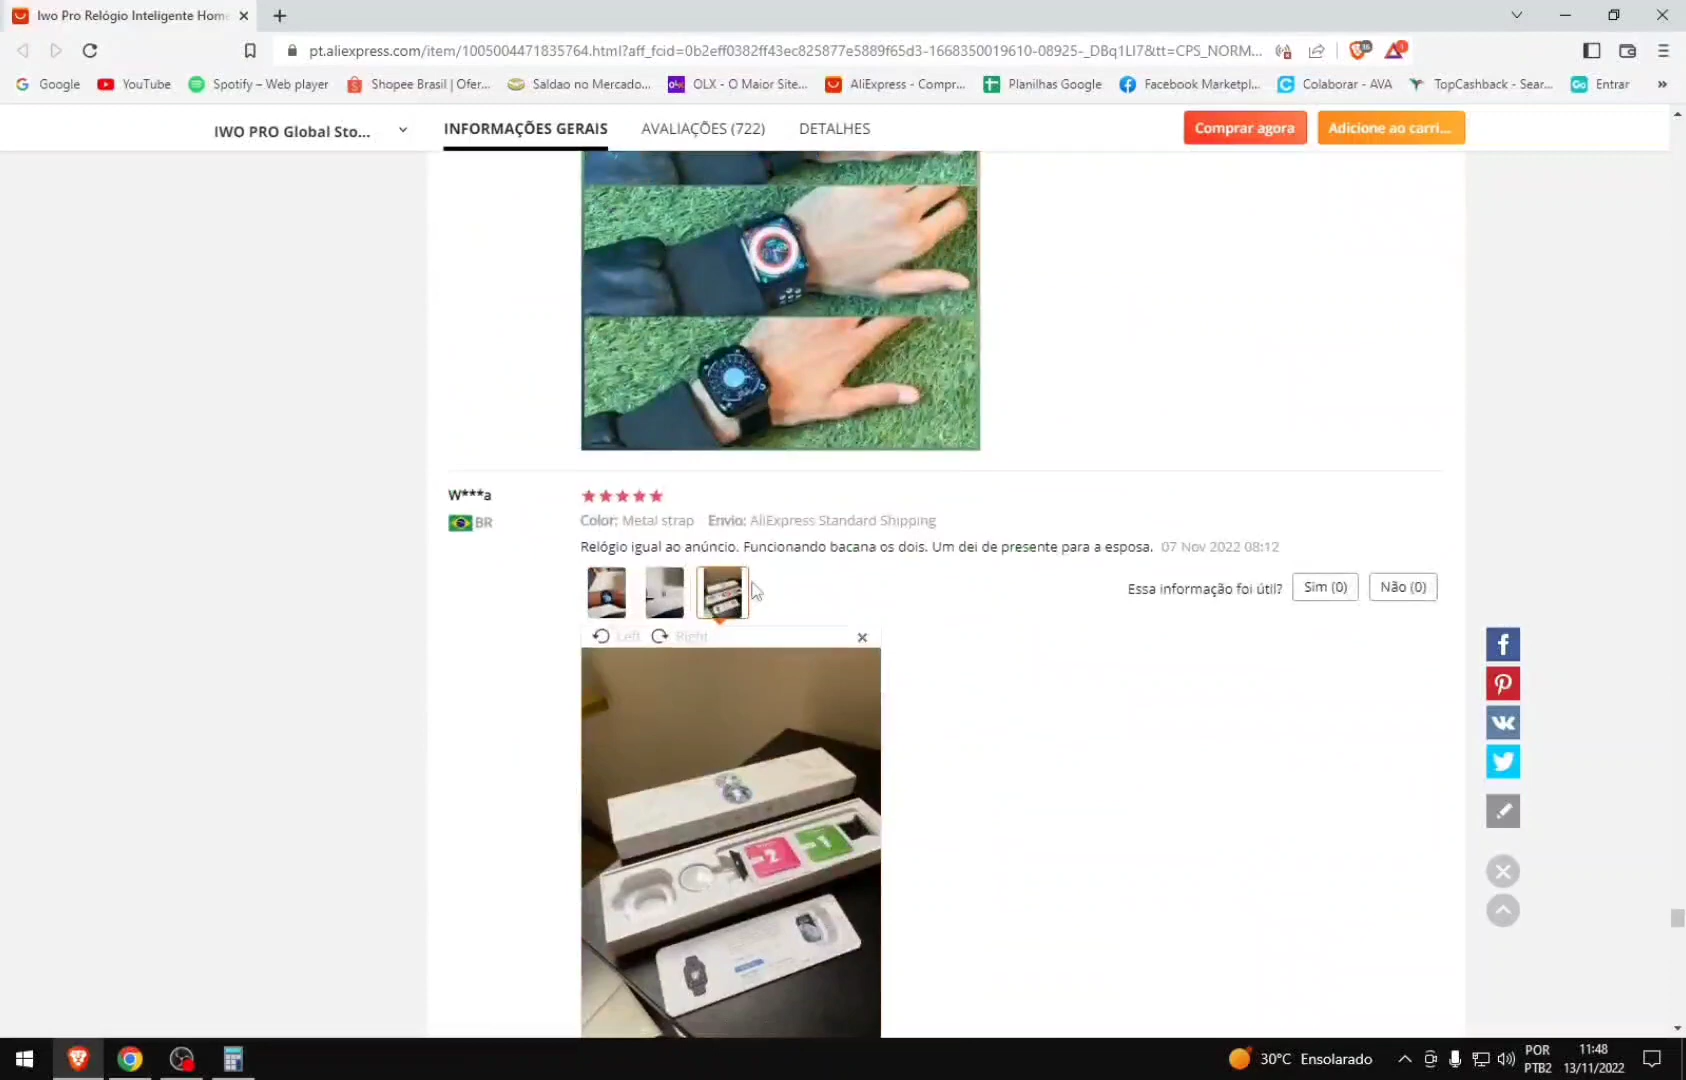 Iwo Pro Relógio Inteligente Home
pt.aliexpress.com/item/1005004471835764.html?aff_fcid=0b2eff0382ff43ec825877e5889f65d3-1668350019610-08925-_DBq1LI7&tt=CPS_NORM...
Google YouTube Spotify – Web player Shopee Brasil | Ofer... Saldao no Mercado... OLX - O Maior Site... AliExpress - Compr... Planilhas Google Facebook Marketpl... Colaborar - AVA TopCashback - Sear... Entrar »
IWO PRO Global Sto... INFORMAÇÕES GERAIS AVALIAÇÕES (722) DETALHES Comprar agora Adicione ao carri...
W***a
BR
Color: Metal strap Envio: AliExpress Standard Shipping
Relógio igual ao anúncio. Funcionando bacana os dois. Um dei de presente para a esposa. 07 Nov 2022 08:12
Essa informação foi útil? Sim (0) Não (0)
Left Right
2 1
30°C Ensolarado
POR
PTB2
11:48
13/11/2022